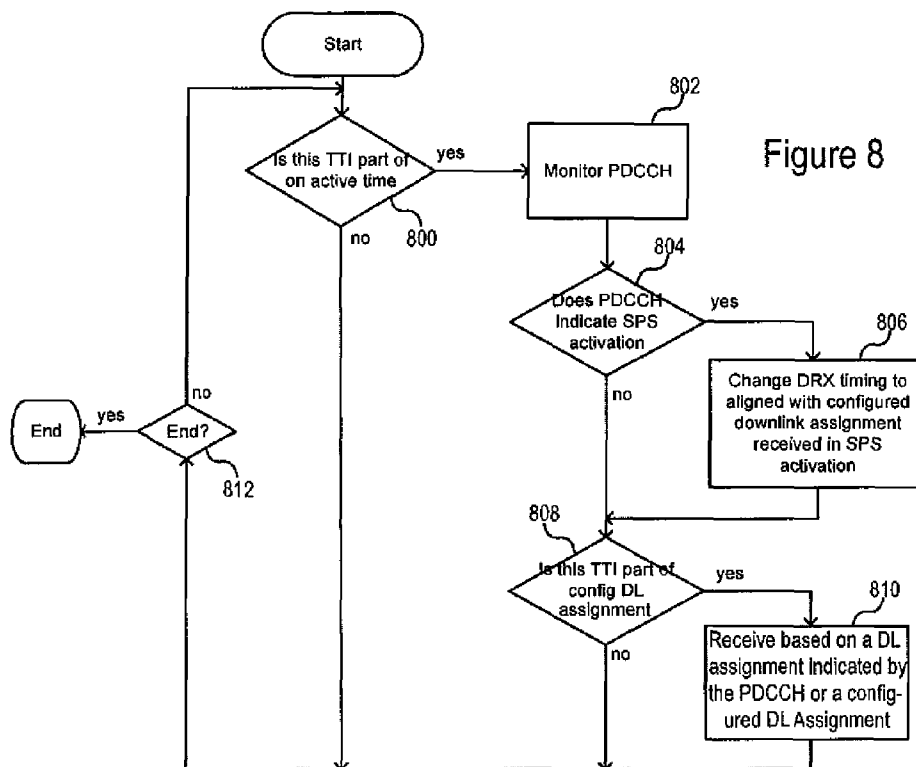 Start
802
Figure 8
Is this TTI part of
on active time
yes
Monitor PDCCH
no
800
804
Does PDCCH
Indicate SPS
activation
yes
806
Change DRX timing to
aligned with configured
downlink assignment
received in SPS
activation
no
no
End
yes
End?
812
808
Is this TTI part of
config DL
assignment
yes
810
Receive based on a DL
assignment indicated by
the PDCCH or a config-
ured DL Assignment
no